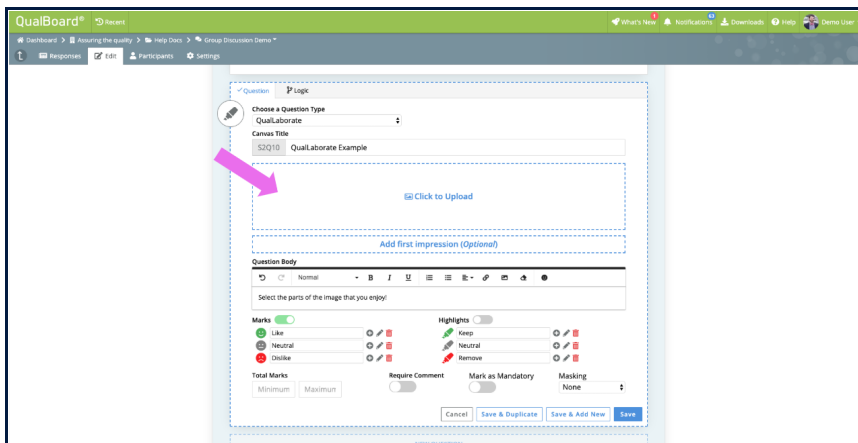 QualBoard® Recent What's New 1 Notifications 63 Downloads Help Demo User
Dashboard > Assuring the quality > Help Docs > Group Discussion Demo
Responses Edit Participants Settings
Question Logic
Choose a Question Type
QualLaborate
Canvas Title
S2Q10 QualLaborate Example
Click to Upload
Add first impression (Optional)
Question Body
Normal B I U
Select the parts of the image that you enjoy!
Marks Highlights
Like Keep
Neutral Neutral
Dislike Remove
Total Marks Require Comment Mark as Mandatory Masking
Minimum Maximum None
Cancel Save & Duplicate Save & Add New Save